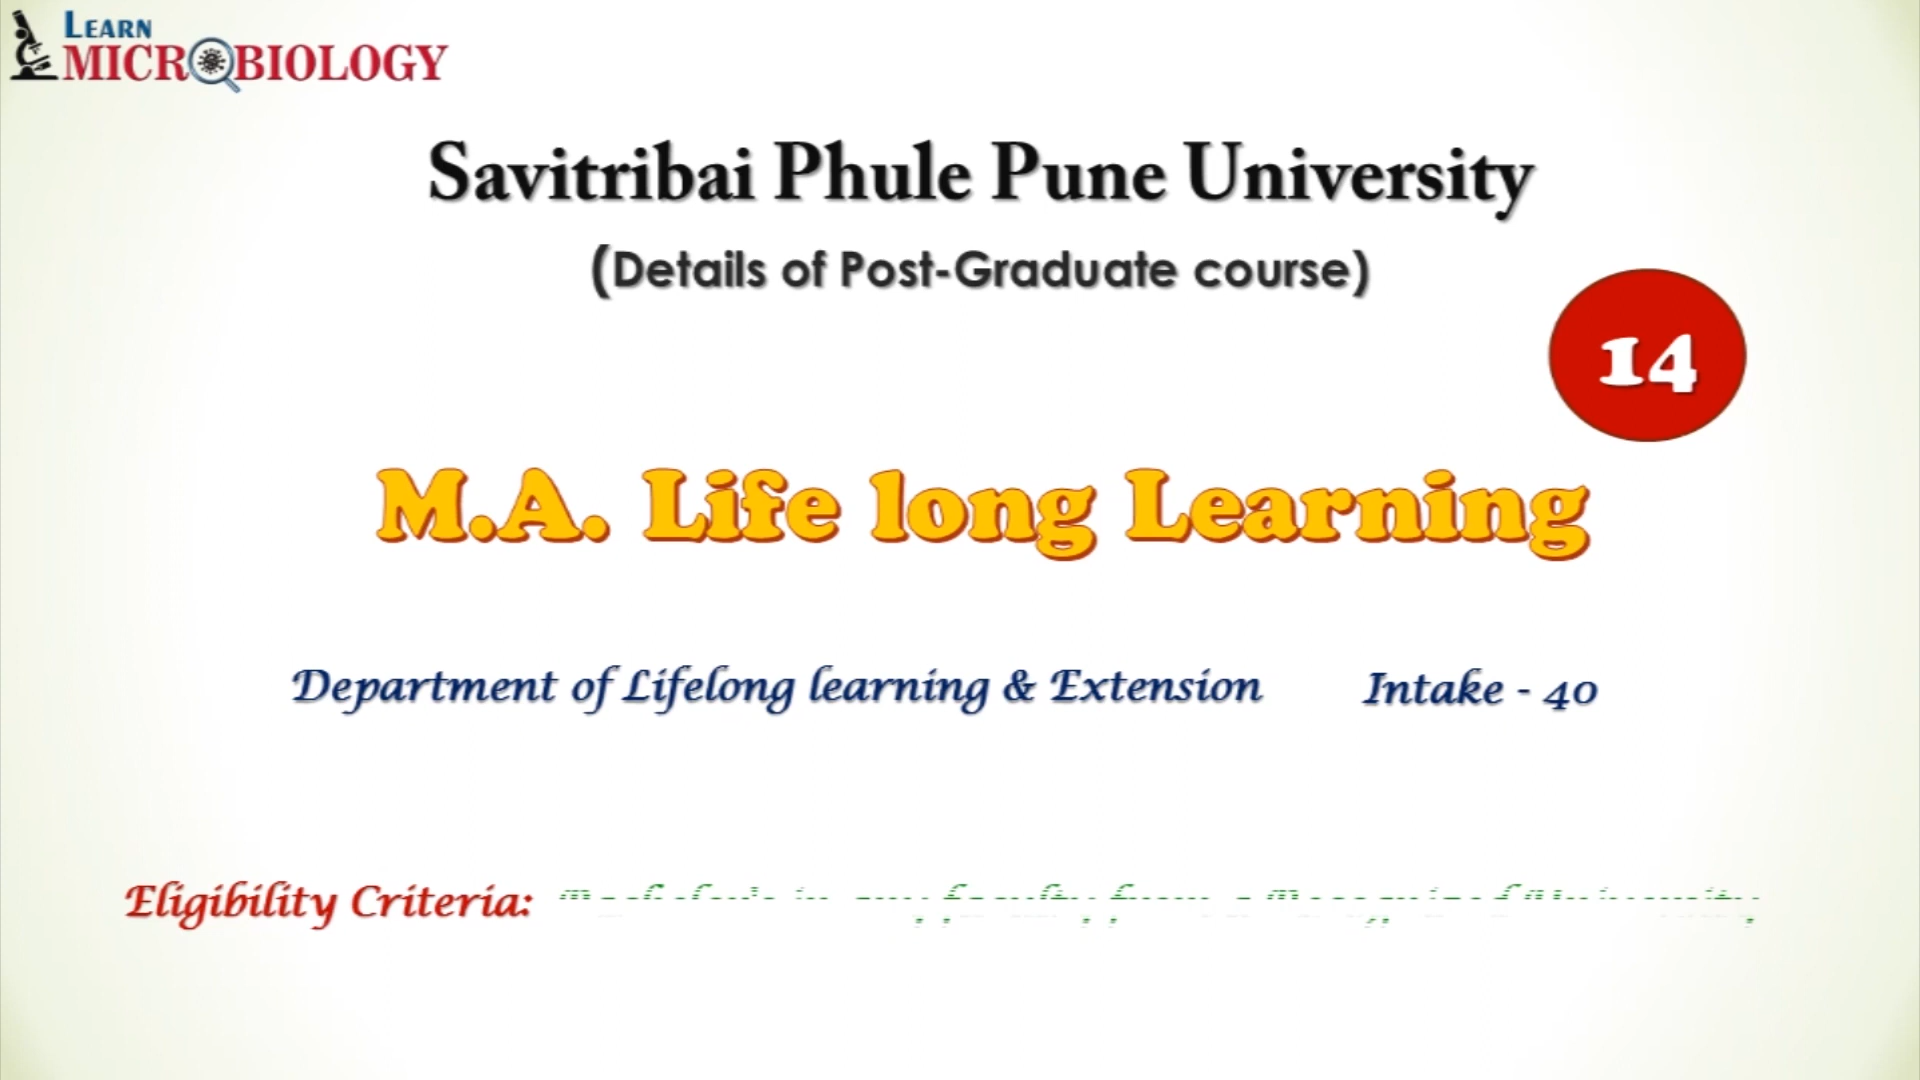 LEARN
MICROBIOLOGY
Savitribai Phule Pune University
(Details of Post-Graduate course)
14
M.A. Life long Learning
Department of Lifelong learning & Extension Intake - 40
Eligibility Criteria: